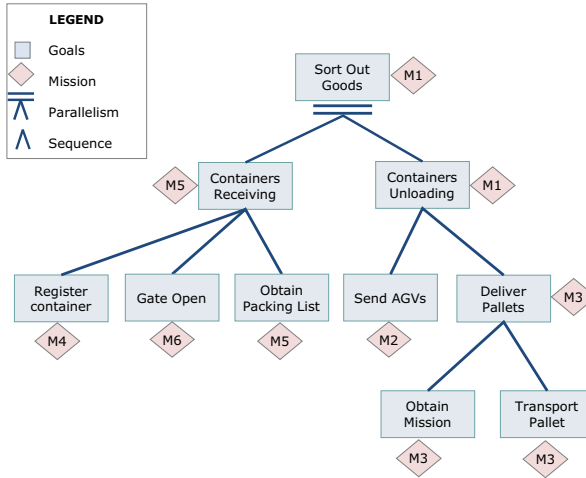 LEGEND
Goals
Mission
Parallelism
Sequence
Sort Out
Goods
M1
M5
Containers
Receiving
Containers
Unloading
M1
Register
container
Gate Open
Obtain
Packing List
Send AGVs
Deliver
Pallets
M3
M4
M6
M5
M2
Obtain
Mission
Transport
Pallet
M3
M3